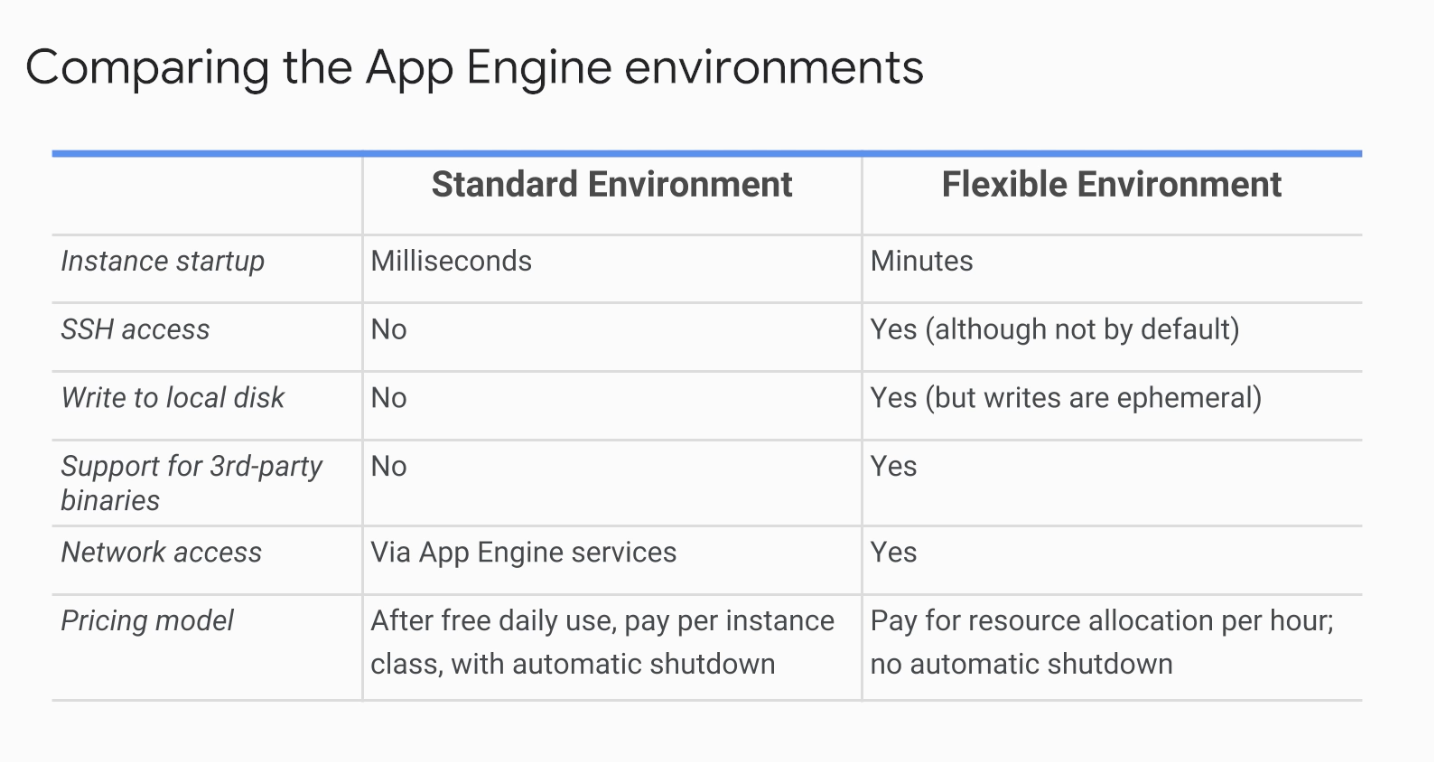 Comparing the App Engine environments
Standard Environment Flexible Environment
Instance startup Milliseconds Minutes
SSH access No Yes (although not by default)
Write to local disk No Yes (but writes are ephemeral)
Support for 3rd-party No Yes
binaries
Network access Via App Engine services Yes
Pricing model After free daily use, pay per instance Pay for resource allocation per hour;
class, with automatic shutdown no automatic shutdown